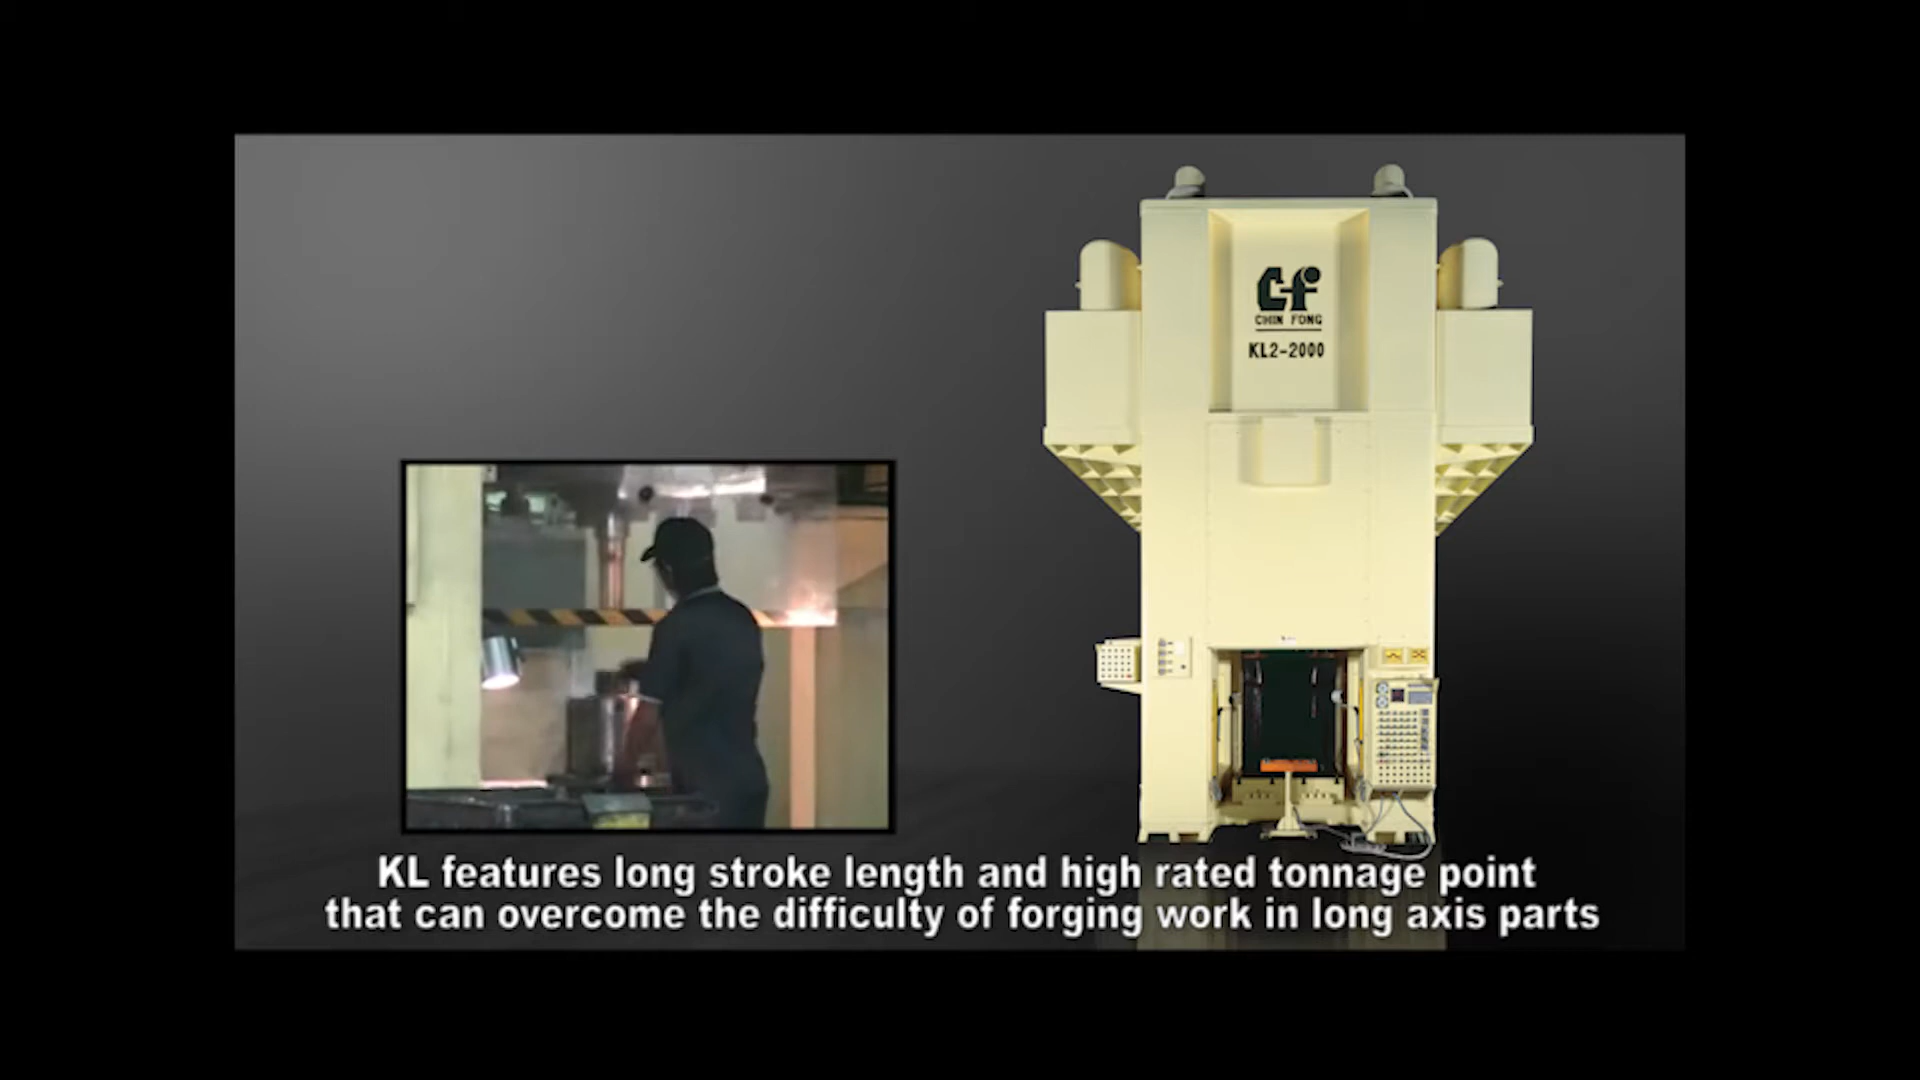 CHIN FONG
KL2-2000
KL features long stroke length and high rated tonnage point
that can overcome the difficulty of forging work in long axis parts